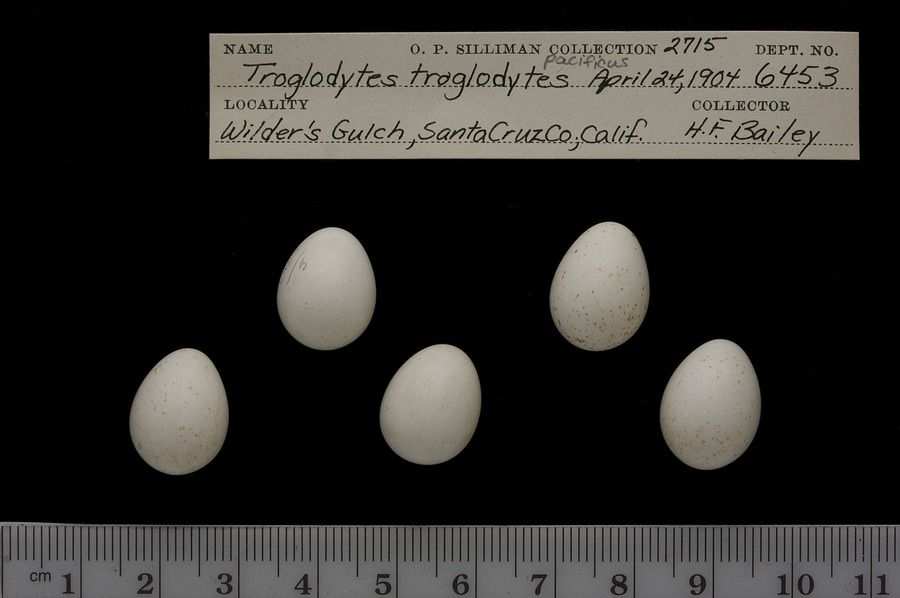 NAME O. P. SILLIMAN COLLECTION 2715 DEPT. NO.
pacificus
Troglodytes troglodytes April 24, 1904 6453
LOCALITY COLLECTOR
Wilder's Gulch, Santa Cruz Co, Calif. H.F. Bailey
cm 1 2 3 4 5 6 7 8 9 10 11